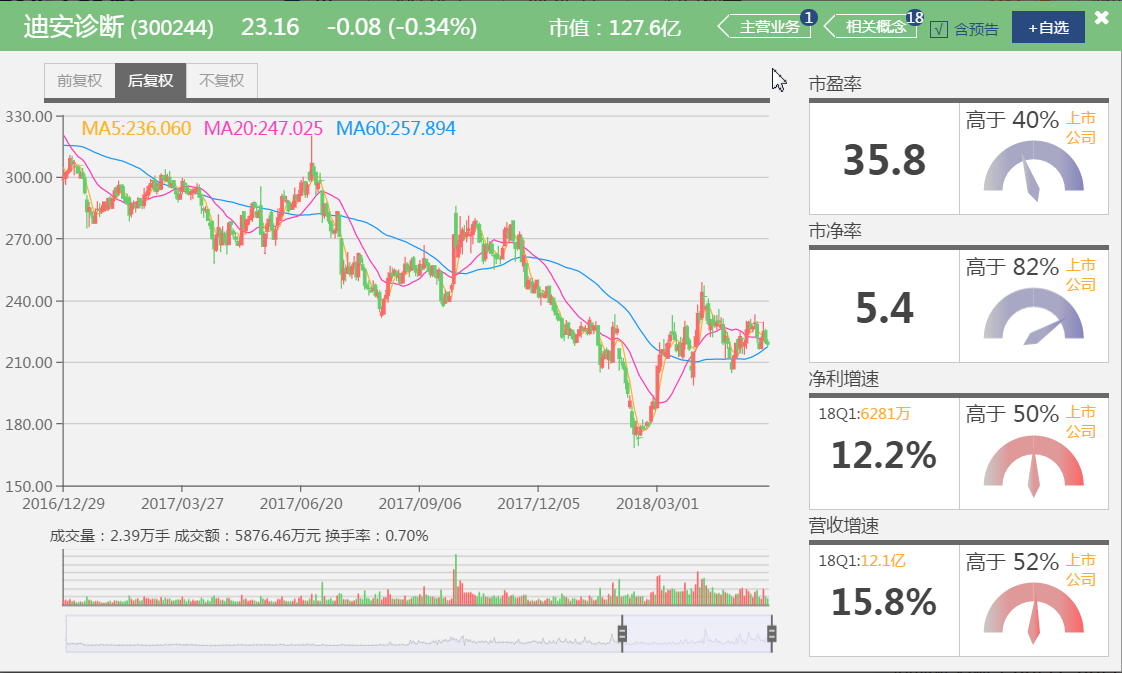 迪安诊断 (300244) 23.16 -0.08 (-0.34%) 市值：127.6亿 主营业务 1 相关概念 18 √ 含预告 +自选 ✖
前复权 后复权 不复权
MA5:236.060 MA20:247.025 MA60:257.894
330.00
300.00
270.00
240.00
210.00
180.00
150.00
2016/12/29 2017/03/27 2017/06/20 2017/09/06 2017/12/05 2018/03/01
成交量：2.39万手 成交额：5876.46万元 换手率：0.70%
市盈率
35.8
高于 40% 上市
公司
市净率
5.4
高于 82% 上市
公司
净利增速
18Q1:6281万
12.2%
高于 50% 上市
公司
营收增速
18Q1:12.1亿
15.8%
高于 52% 上市
公司